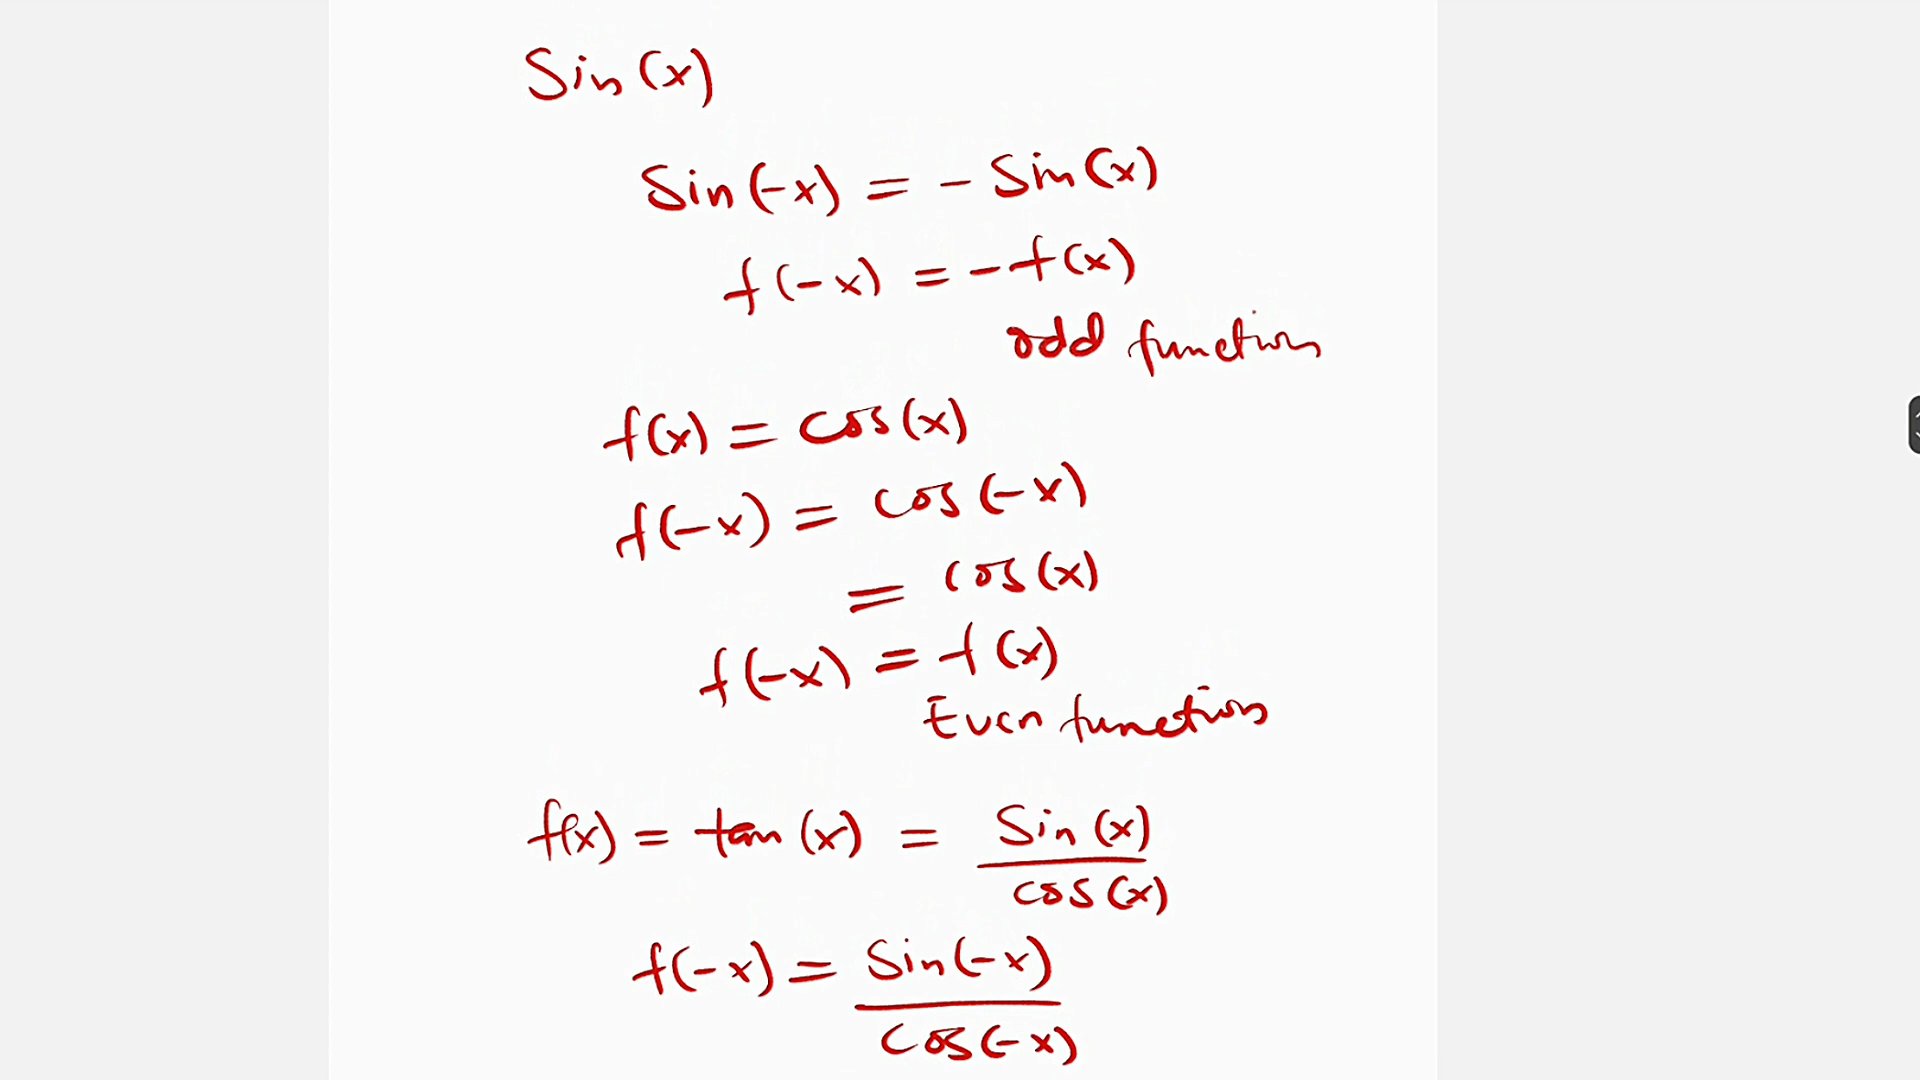 Sin (x)
Sin (-x) = - Sin (x)
f (-x) = - f (x)
odd function
f(x) = cos (x)
f(-x) = cos (-x)
= cos (x)
f (-x) = f (x)
Even function
f(x) = tan (x) = Sin (x) / cos (x)
f(-x) = Sin (-x) / cos (-x)